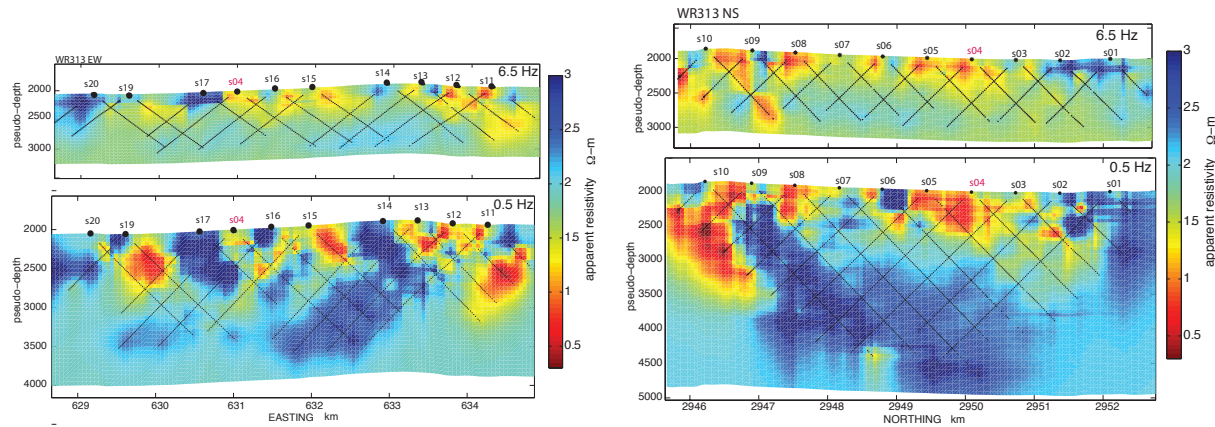 WR313 EW
6.5 Hz
s20 s19 s17 s04 s16 s15 s14 s13 s12 s11
2000
2500
3000
pseudo-depth
0.5 Hz
s20 s19 s17 s04 s16 s15 s14 s13 s12 s11
2000
2500
3000
3500
4000
pseudo-depth
629 630 631 632 633 634
EASTING km
3
2.5
2
15
1
0.5
apparent resistivity Ω-m
WR313 NS
6.5 Hz
s10 s09 s08 s07 s06 s05 s04 s03 s02 s01
2000
2500
3000
pseudo-depth
0.5 Hz
s10 s09 s08 s07 s06 s05 s04 s03 s02 s01
2000
2500
3000
3500
4000
4500
5000
pseudo-depth
2946 2947 2948 2949 2950 2951 2952
NORTHING km
3
2.5
2
15
1
0.5
apparent resistivity Ω-m